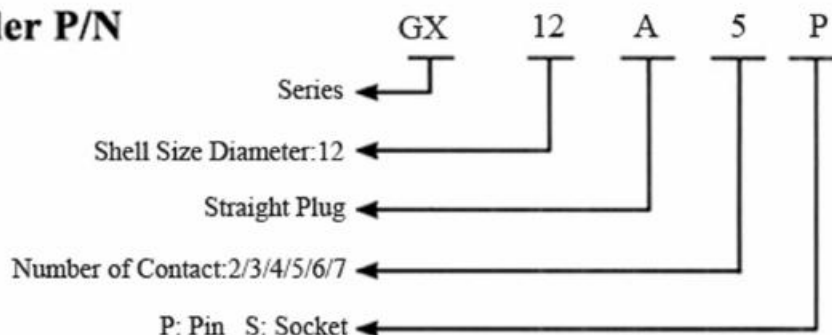 P/N GX 12 A 5 P
Series
Shell Size Diameter:12
Straight Plug
Number of Contact:2/3/4/5/6/7
P: Pin S: Socket